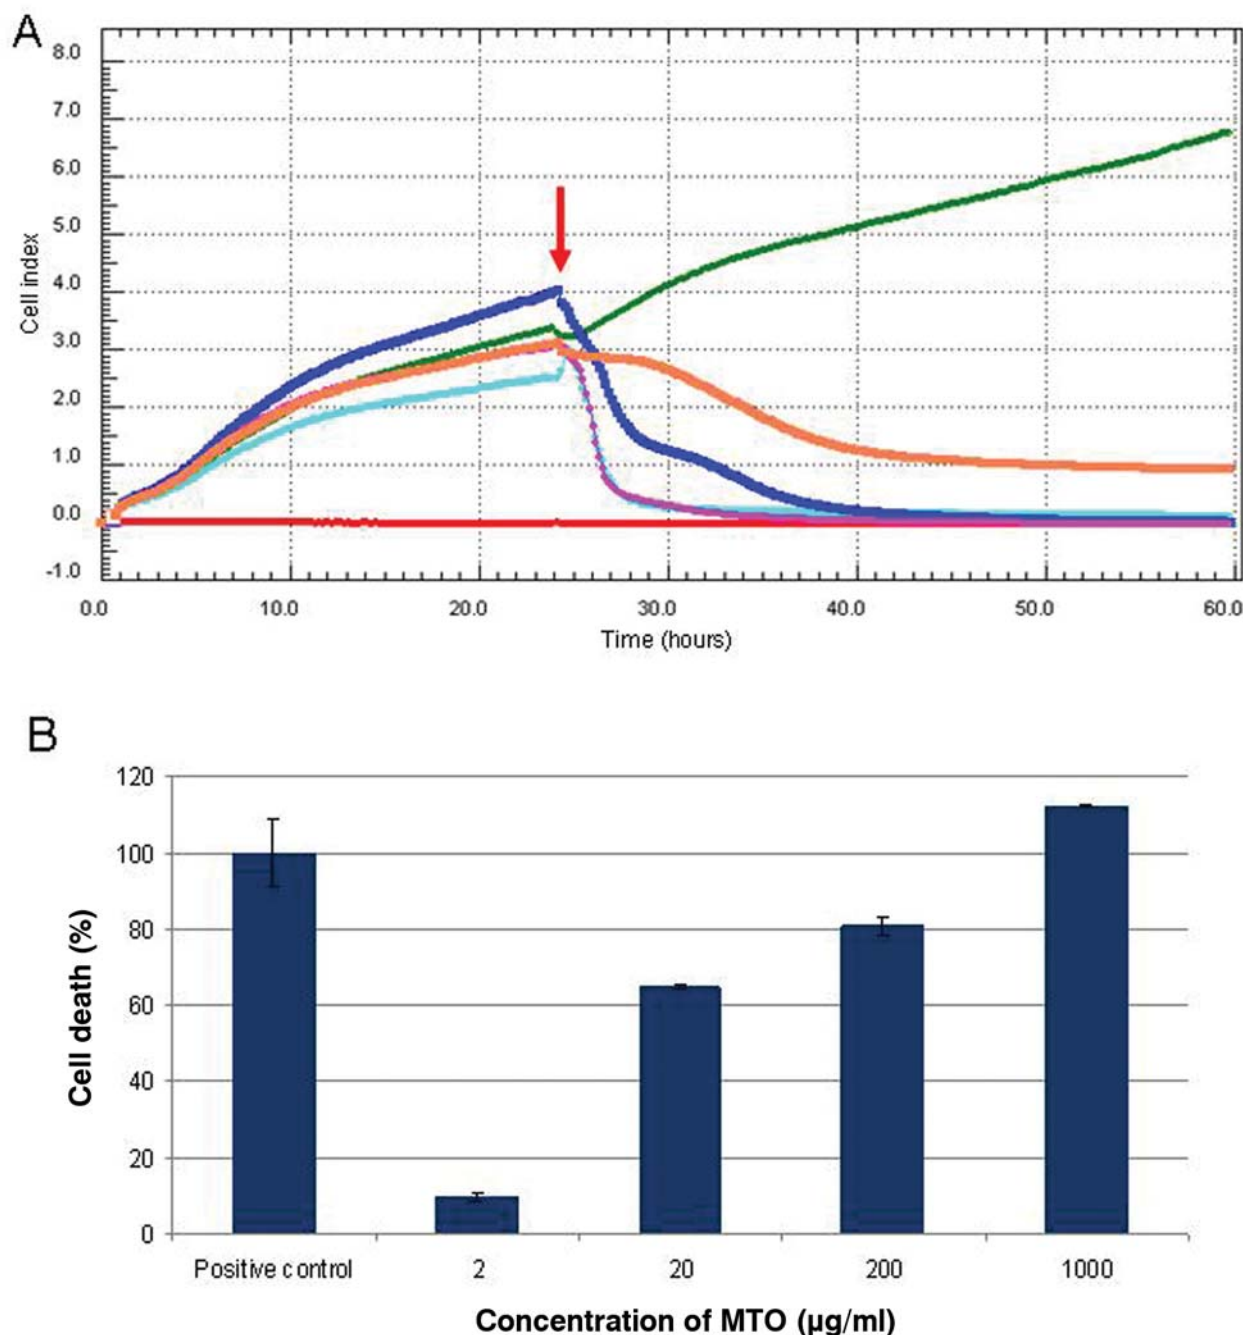 A
8.0
7.0
6.0
5.0
4.0
3.0
2.0
1.0
0.0
-1.0
Cell index
0.0 10.0 20.0 30.0 40.0 50.0 60.0
Time (hours)
B
120
100
80
60
40
20
0
Cell death (%)
Positive control 2 20 200 1000
Concentration of MTO (µg/ml)